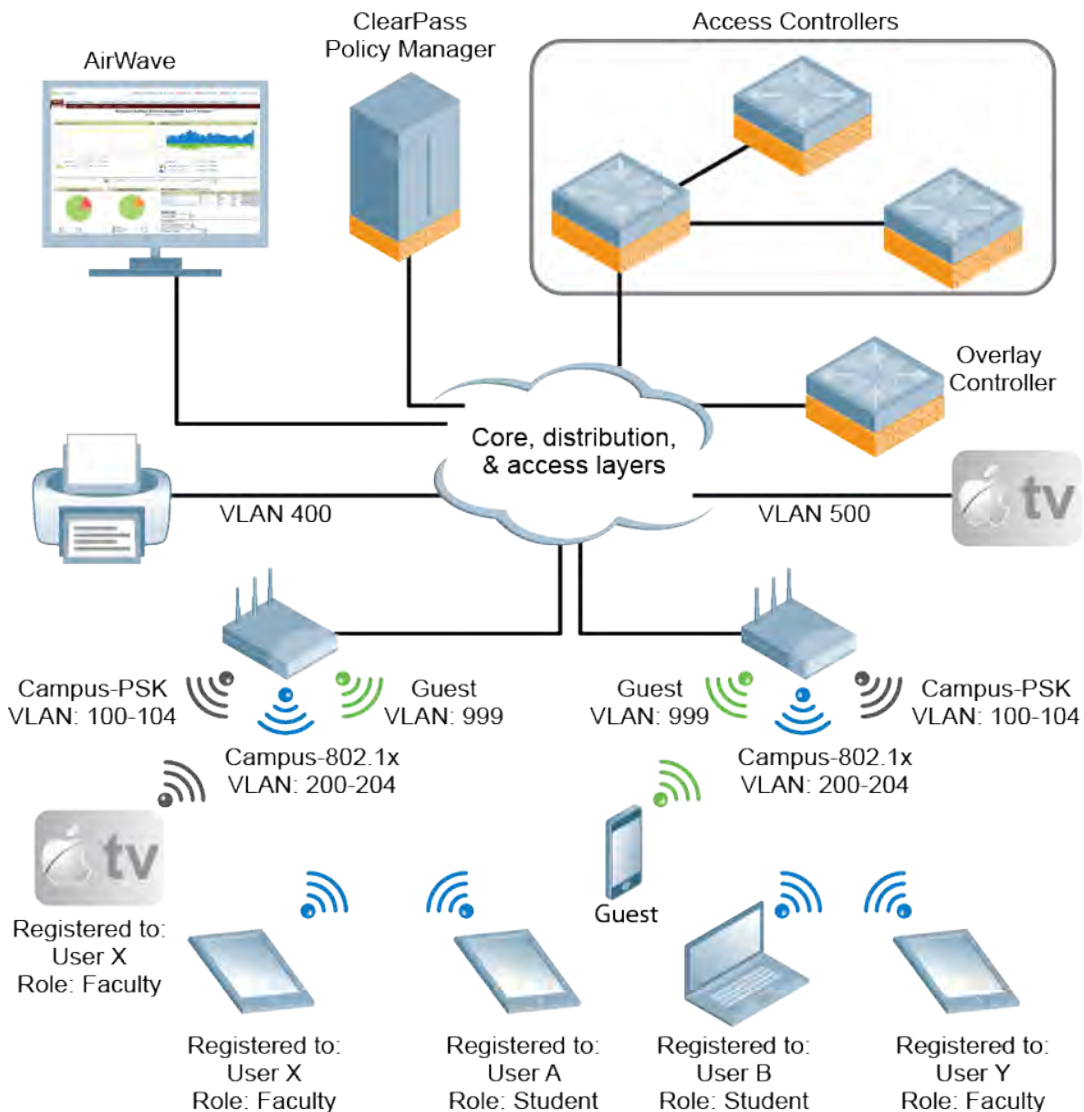 ClearPass
Policy Manager
Access Controllers
AirWave
Overlay
Controller
Core, distribution,
& access layers
VLAN 400
VLAN 500
tv
Campus-PSK
VLAN: 100-104
Guest
VLAN: 999
Guest
VLAN: 999
Campus-PSK
VLAN: 100-104
Campus-802.1x
VLAN: 200-204
Campus-802.1x
VLAN: 200-204
tv
Guest
Registered to:
User X
Role: Faculty
Registered to:
User X
Role: Faculty
Registered to:
User A
Role: Student
Registered to:
User B
Role: Student
Registered to:
User Y
Role: Faculty